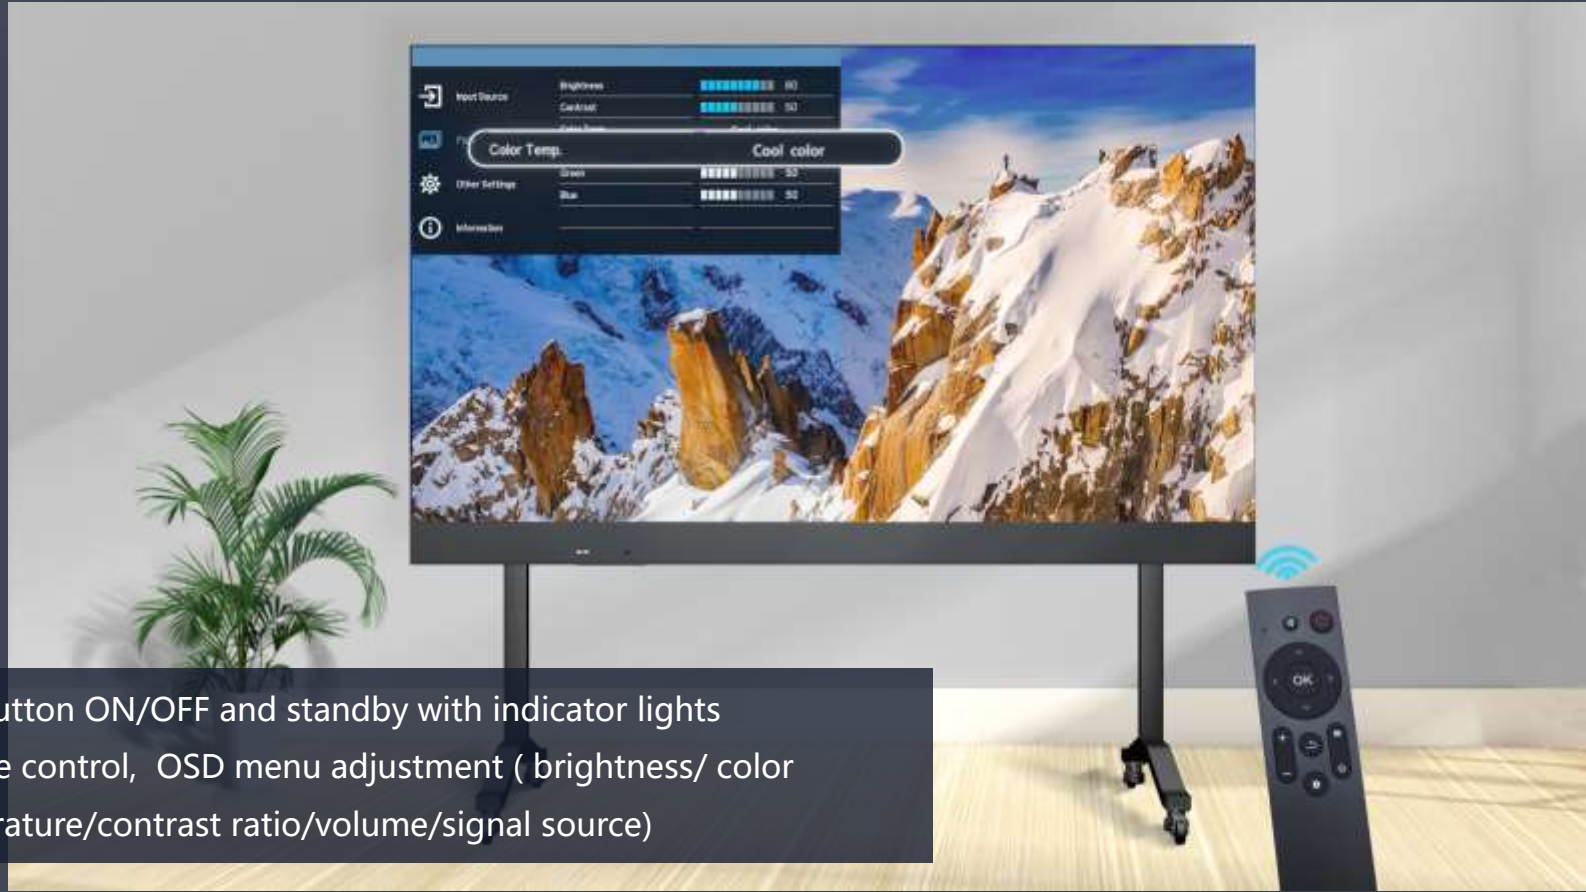 Input Source
Brightness 80
Contrast 50
Color Temp. Cool color
Green 50
Other Settings
Blue 50
Information
OK
utton ON/OFF and standby with indicator lights
e control, OSD menu adjustment ( brightness/ color
rature/contrast ratio/volume/signal source)